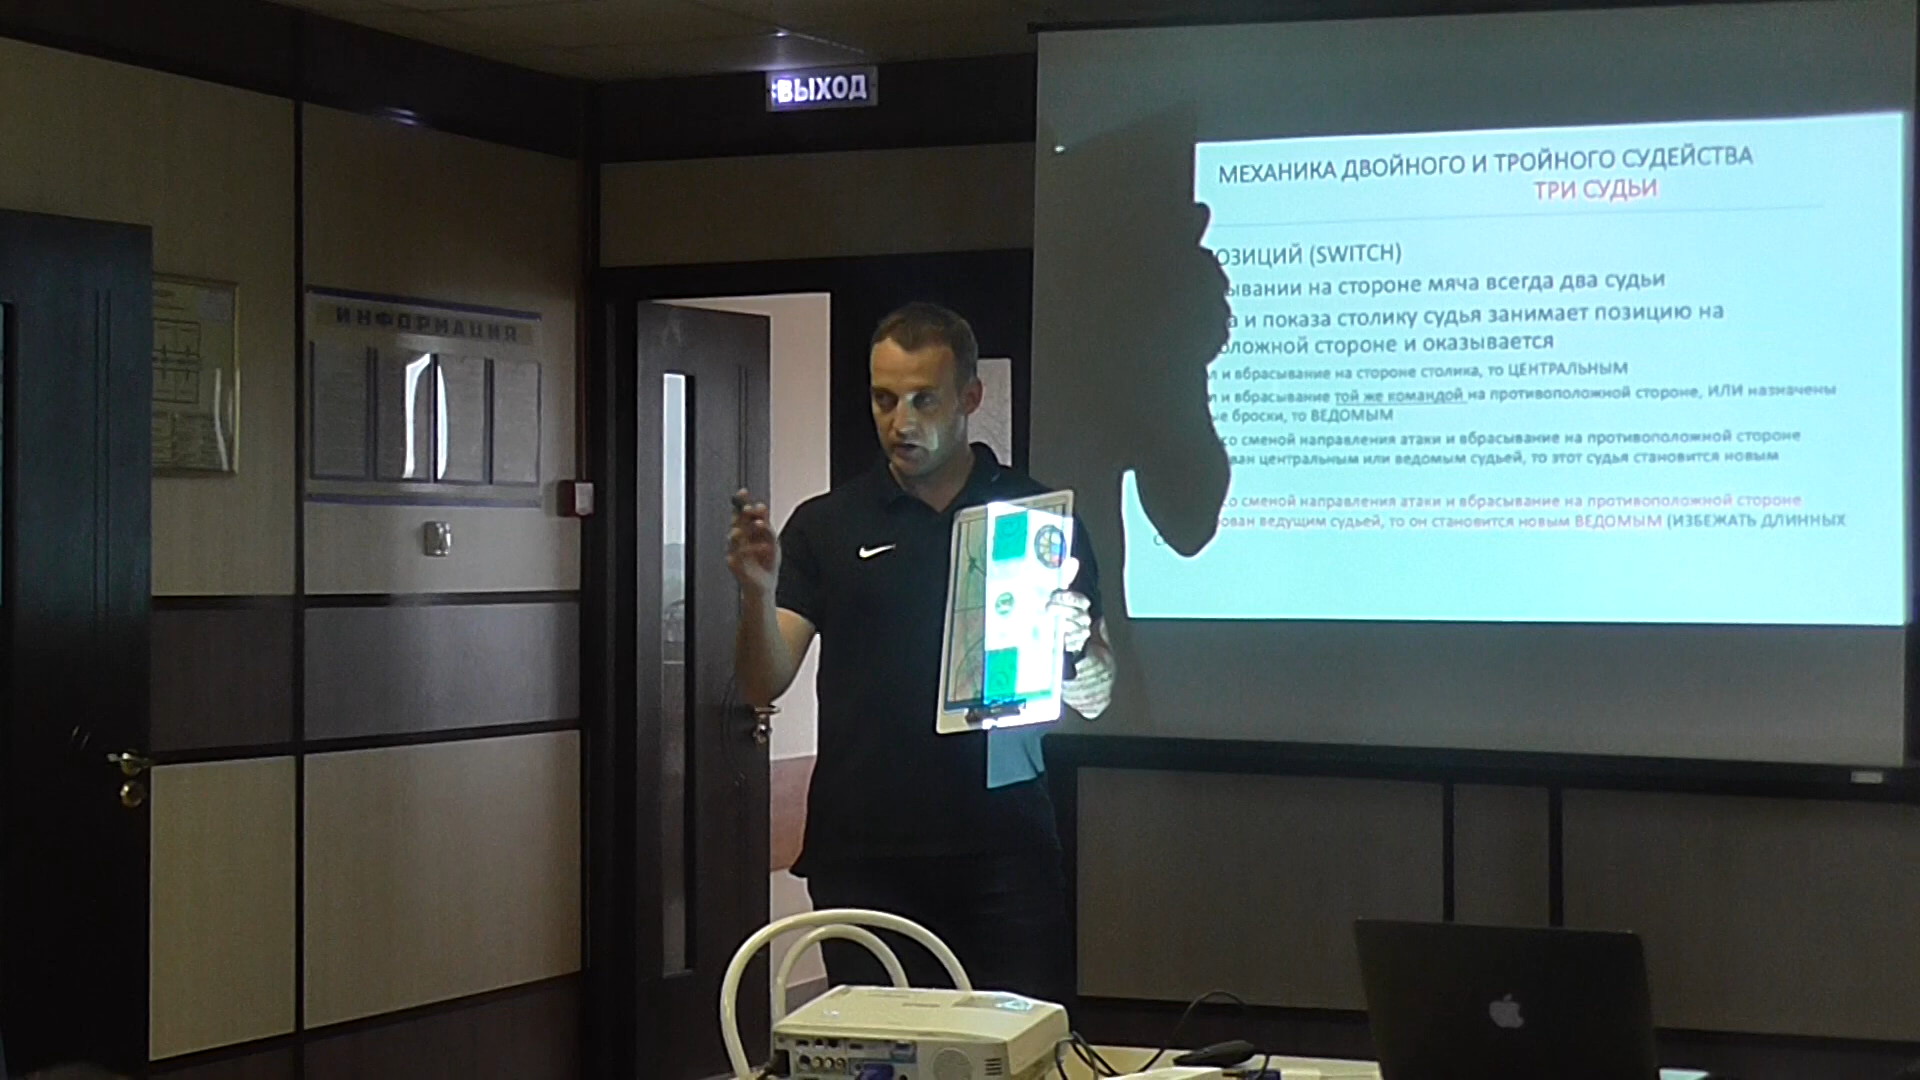 ВЫХОД
ИНФОРМАЦИЯ
МЕХАНИКА ДВОЙНОГО И ТРОЙНОГО СУДЕЙСТВА
ТРИ СУДЬИ
ОЗИЦИЙ (SWITCH)
ывании на стороне мяча всегда два судьи
а и показа столику судья занимает позицию на
оложной стороне и оказывается
л и вбрасывание на стороне столика, то ЦЕНТРАЛЬНЫМ
л и вбрасывание той же командой на противоположной стороне, ИЛИ назначены
ые броски, то ВЕДОМЫМ
со сменой направления атаки и вбрасывание на противоположной стороне
ван центральным или ведомым судьей, то этот судья становится новым
со сменой направления атаки и вбрасывание на противоположной стороне
ован ведущим судьей, то он становится новым ВЕДОМЫМ (ИЗБЕЖАТЬ ДЛИННЫХ